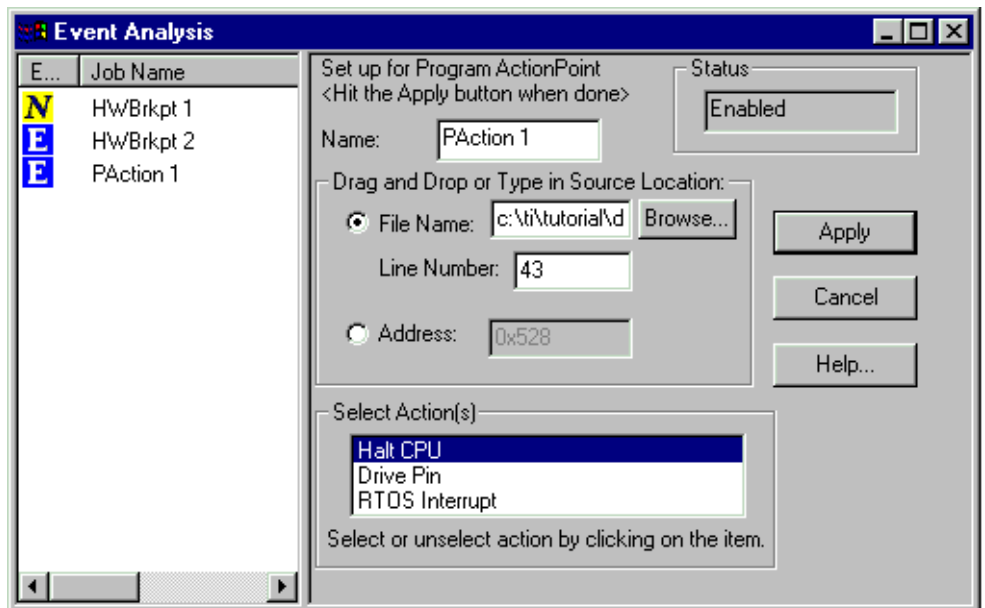 Event Analysis
E... Job Name
N HWBrkpt 1
E HWBrkpt 2
E PAction 1
Set up for Program ActionPoint
<Hit the Apply button when done>
Name: PAction 1
Status
Enabled
Drag and Drop or Type in Source Location:
File Name: c:\ti\tutorial\d Browse...
Line Number: 43
Address: 0x528
Apply
Cancel
Help...
Select Action(s)
Halt CPU
Drive Pin
RTOS Interrupt
Select or unselect action by clicking on the item.